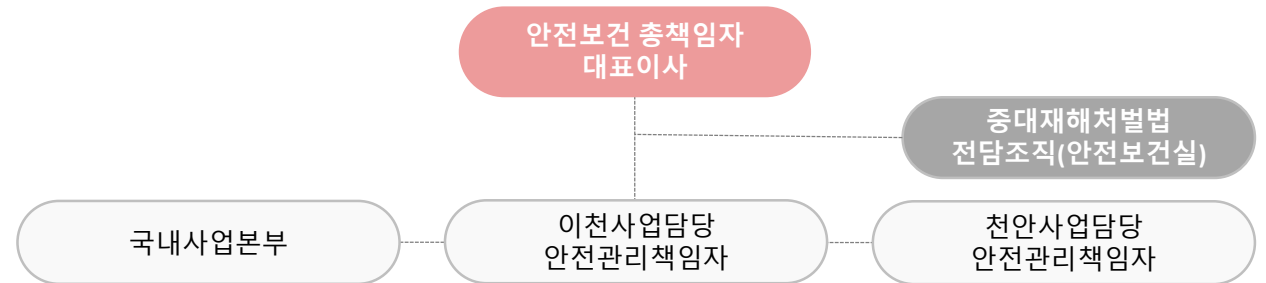 안전보건 총책임자
대표이사
중대재해처벌법
전담조직(안전보건실)
국내사업본부
이천사업담당
안전관리책임자
천안사업담당
안전관리책임자